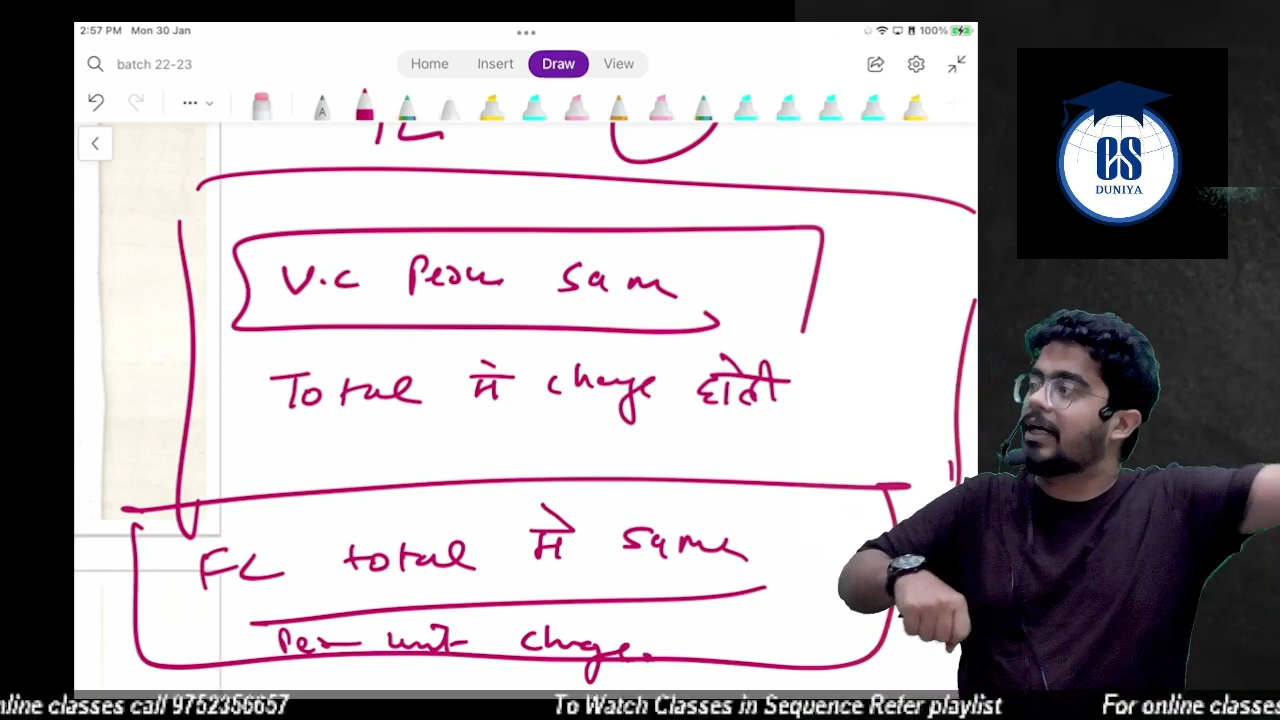 2:57 PM Mon 30 Jan
100%
batch 22-23
Home Insert Draw View
A
V.C Per Sam
Total में change होती
FC total में same
Per unit change.
CS
DUNIYA
nline classes call 9752356657 To Watch Classes in Sequence Refer playlist For online classes